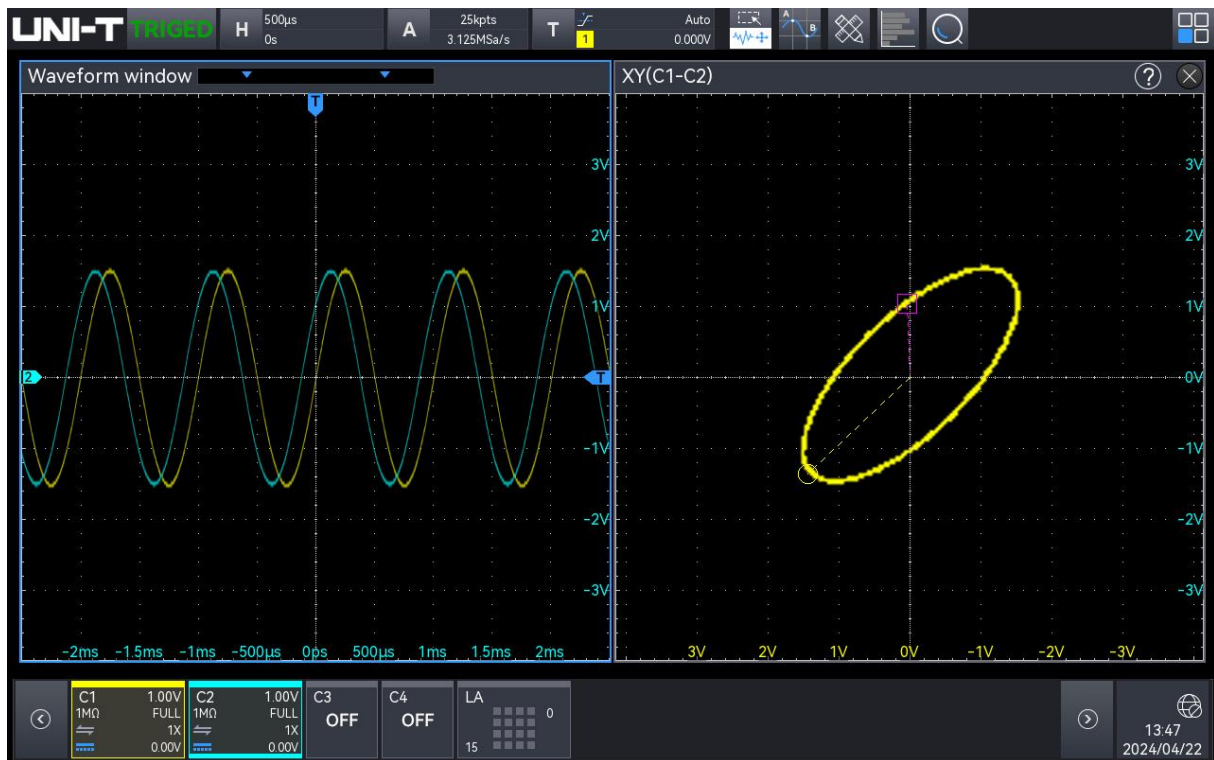 UNI-T TRIGED H 500μs A 25kpts T Auto
0s 3.125MSa/s 1 0.000V A B
Waveform window XY(C1-C2) ?
T
3V 3V
2V 2V
1V 1V
2 T 0V
-1V -1V
-2V -2V
-3V -3V
-2ms -1.5ms -1ms -500μs 0ps 500μs 1ms 1.5ms 2ms 3V 2V 1V 0V -1V -2V -3V
C1 1.00V C2 1.00V C3 C4 LA
1MΩ FULL 1MΩ FULL OFF OFF 0
1X 1X 13:47
0.00V 0.00V 15 2024/04/22